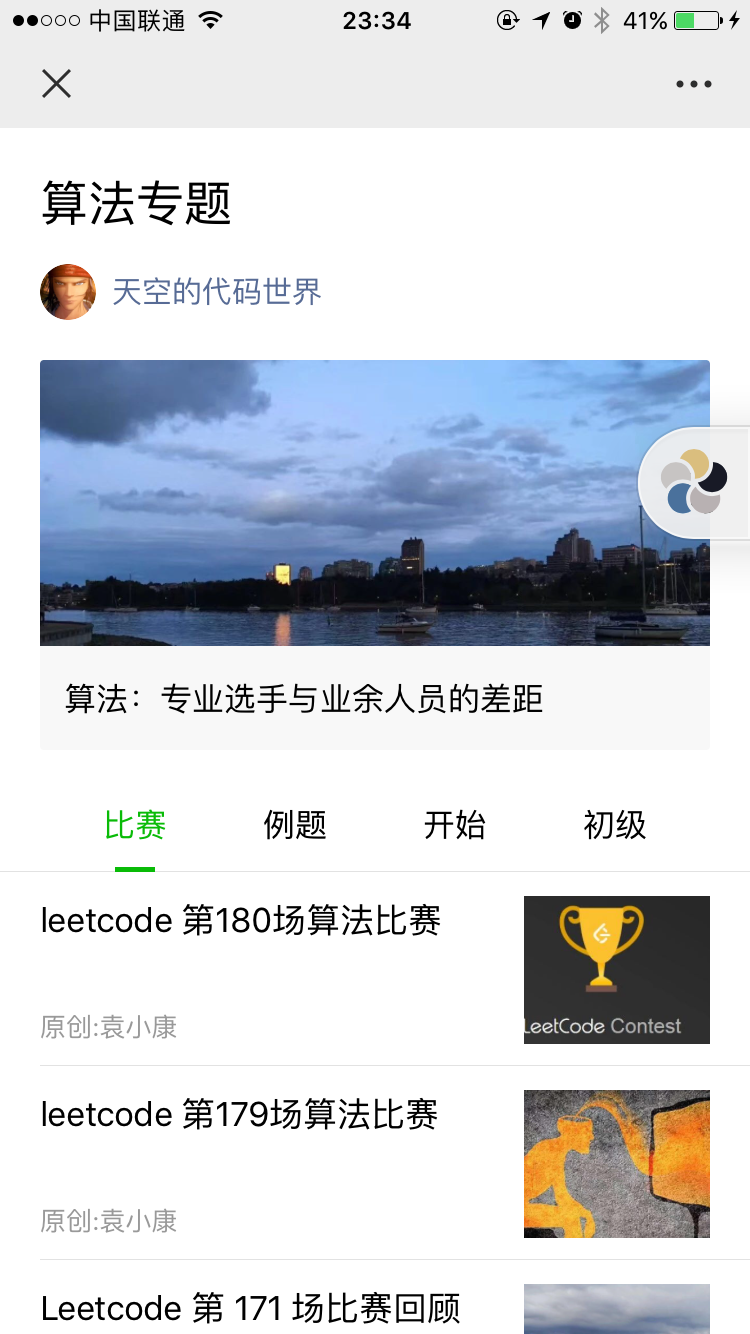 中国联通 23:34 41%
算法专题
天空的代码世界
算法：专业选手与业余人员的差距
比赛 例题 开始 初级
leetcode 第180场算法比赛
原创:袁小康
LeetCode Contest
leetcode 第179场算法比赛
原创:袁小康
Leetcode 第 171 场比赛回顾